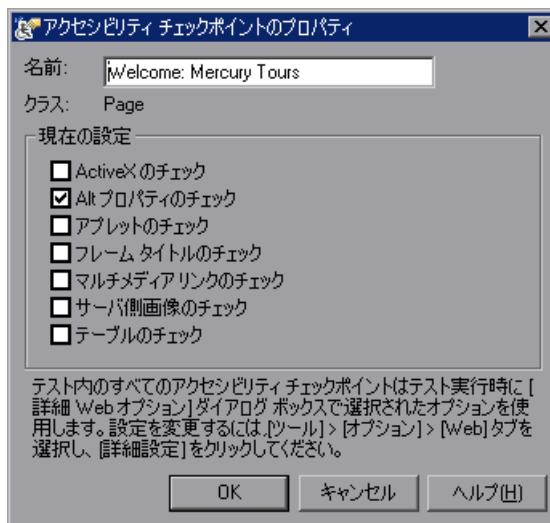 アクセシビリティ チェックポイントのプロパティ
名前: Welcome: Mercury Tours
クラス: Page
現在の設定
ActiveX のチェック
Alt プロパティのチェック
アプレットのチェック
フレーム タイトルのチェック
マルチメディア リンクのチェック
サーバ側画像のチェック
テーブルのチェック
テスト内のすべてのアクセシビリティ チェックポイントはテスト実行時に [
詳細 Web オプション] ダイアログ ボックスで選択されたオプションを使
用します。設定を変更するには、[ツール] > [オプション] > [Web] タブを
選択し、[詳細設定] をクリックしてください。
OK キャンセル ヘルプ(H)